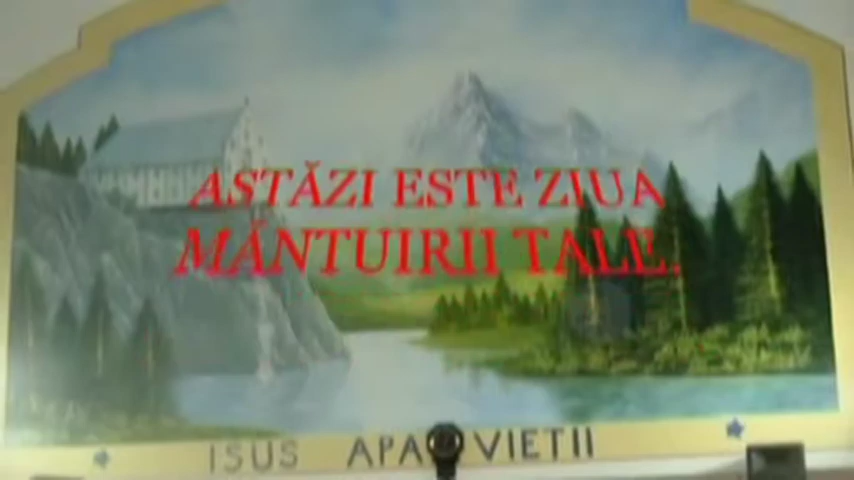 ASTĂZI ESTE ZIUA
MÂNTUIRII TALE.
ISUS APA VIETII